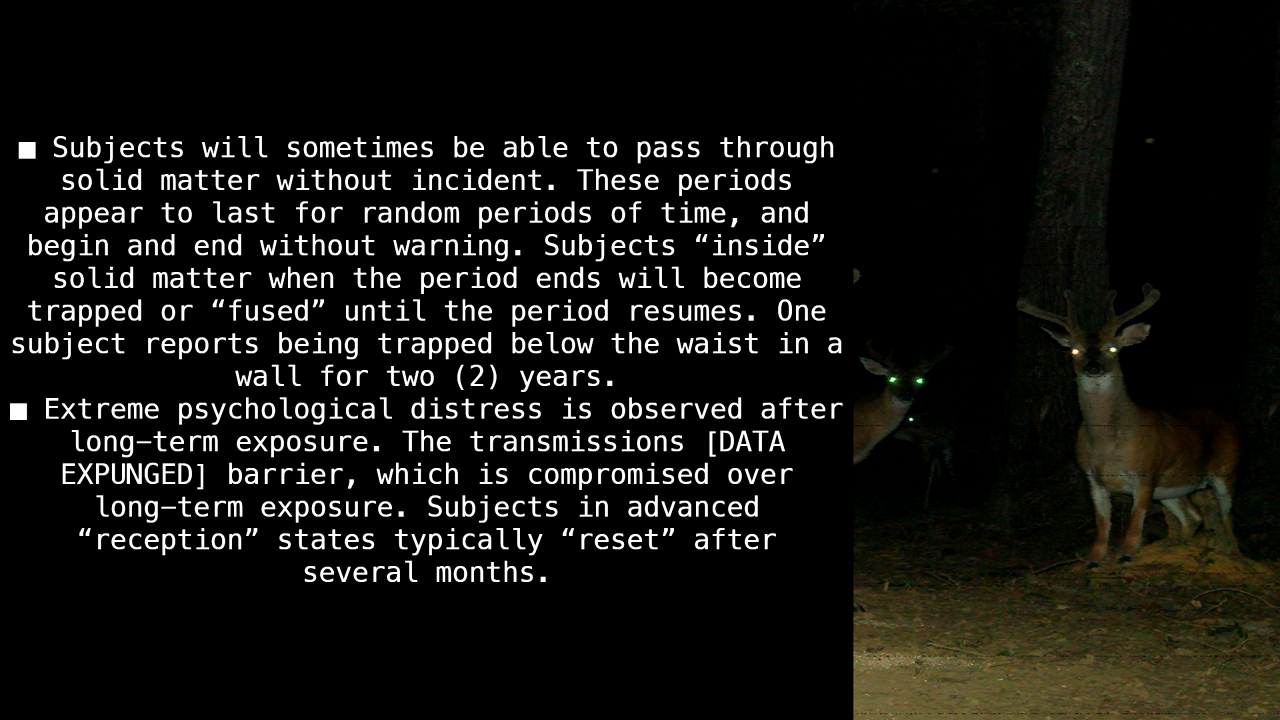 ■ Subjects will sometimes be able to pass through
solid matter without incident. These periods
appear to last for random periods of time, and
begin and end without warning. Subjects “inside”
solid matter when the period ends will become
trapped or “fused” until the period resumes. One
subject reports being trapped below the waist in a
wall for two (2) years.
■ Extreme psychological distress is observed after
long–term exposure. The transmissions [DATA
EXPUNGED] barrier, which is compromised over
long–term exposure. Subjects in advanced
“reception” states typically “reset” after
several months.